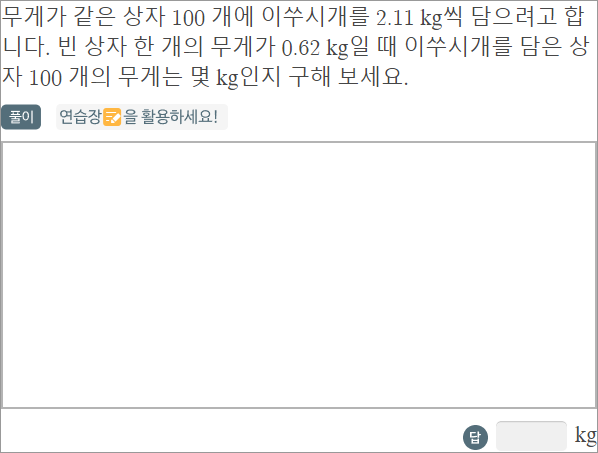 무게가 같은 상자 100 개에 이쑤시개를 2.11 kg씩 담으려고 합
니다. 빈 상자 한 개의 무게가 0.62 kg일 때 이쑤시개를 담은 상
자 100 개의 무게는 몇 kg인지 구해 보세요.
풀이 연습장을 활용하세요!
답 kg